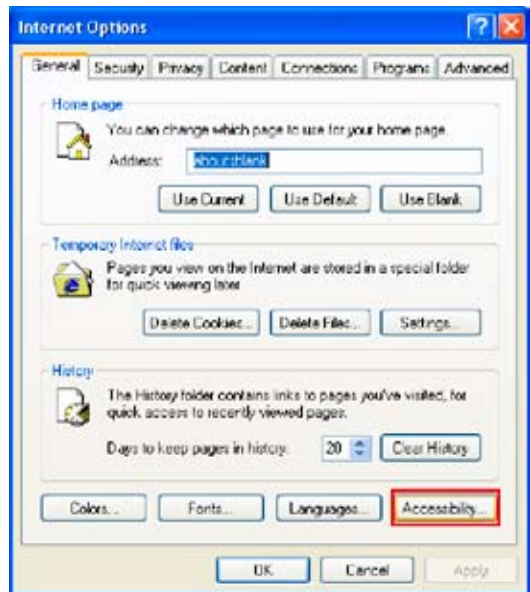 Internet Options
General Security Privacy Content Connections Programs Advanced
Home page
You can change which page to use for your home page.
Address: about:blank
Use Current Use Default Use Blank
Temporary Internet files
Pages you view on the Internet are stored in a special folder
for quick viewing later.
Delete Cookies... Delete Files... Settings...
History
The History folder contains links to pages you've visited, for
quick access to recently viewed pages.
Days to keep pages in history: 20 Clear History
Colors... Fonts... Languages... Accessibility...
OK Cancel Apply